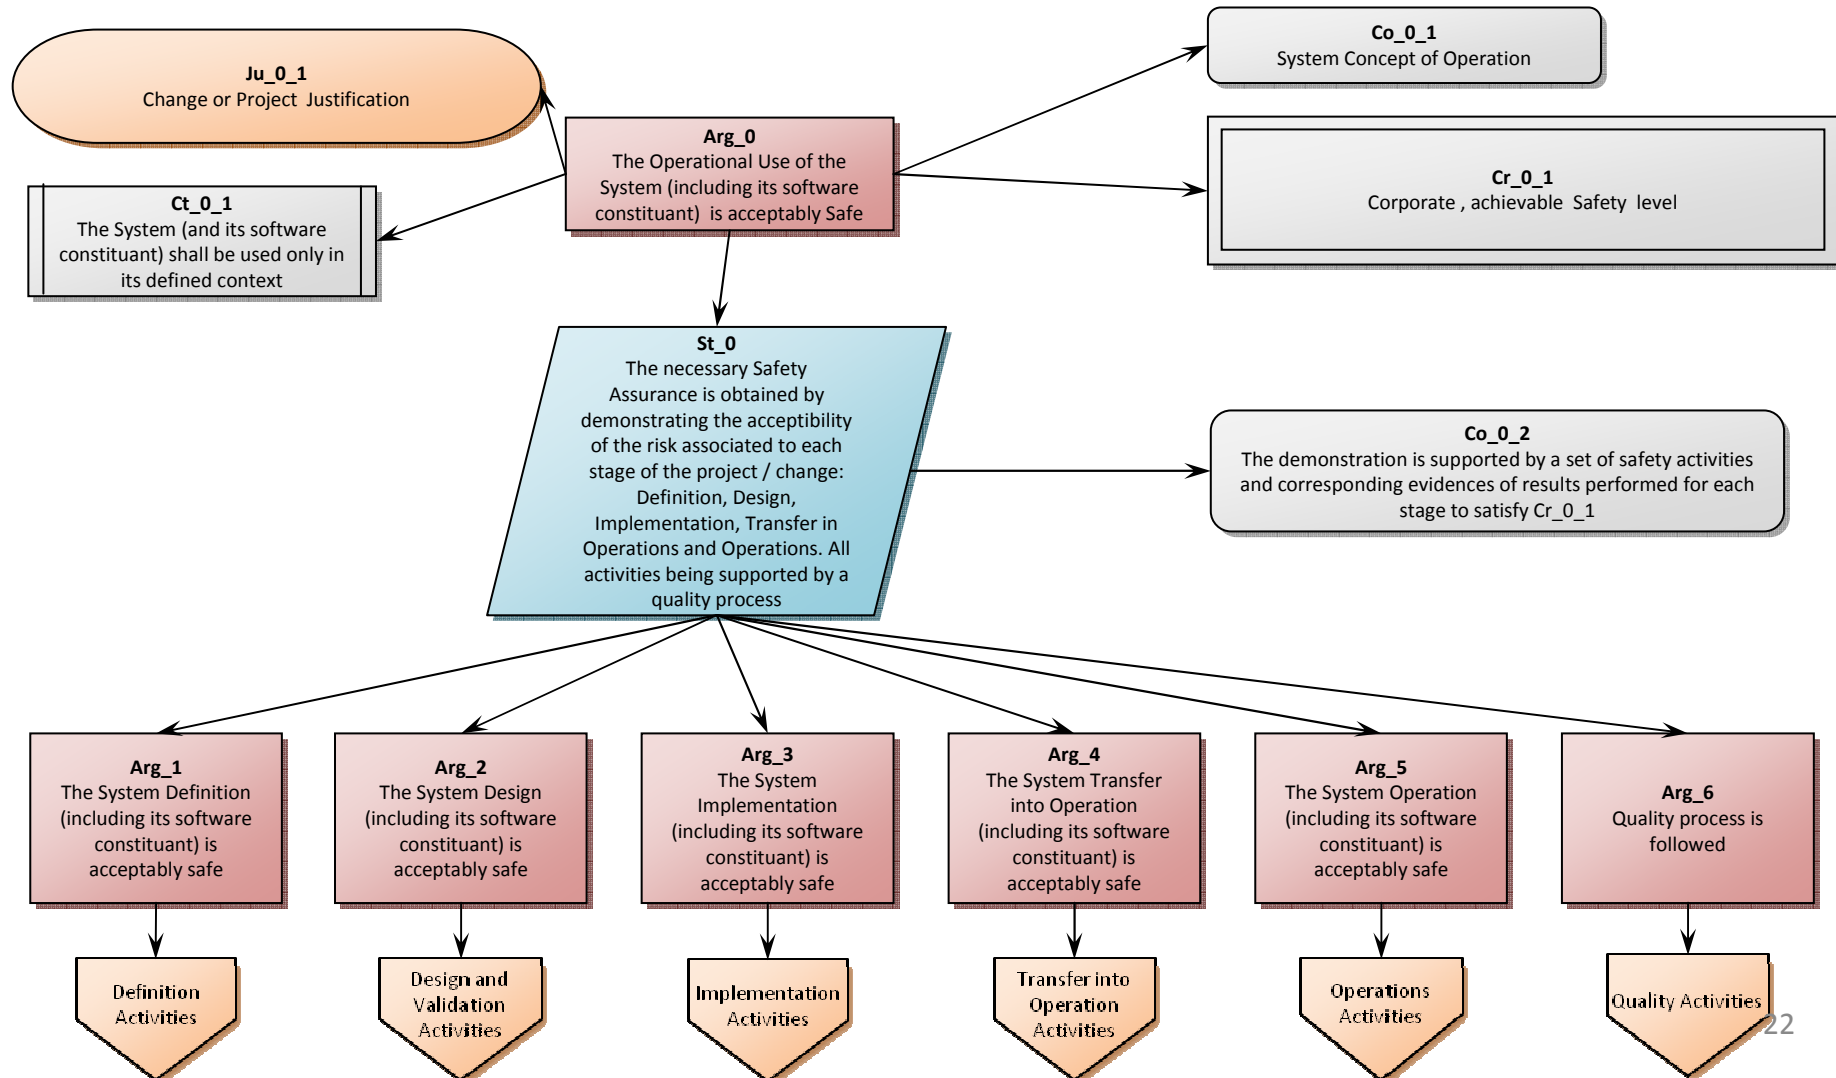 Ju_0_1
Change or Project Justification
Co_0_1
System Concept of Operation
Arg_0
The Operational Use of the
System (including its software
constituant) is acceptably Safe
Cr_0_1
Corporate , achievable Safety level
Ct_0_1
The System (and its software
constituant) shall be used only in
its defined context
St_0
The necessary Safety
Assurance is obtained by
demonstrating the acceptibility
of the risk associated to each
stage of the project / change:
Definition, Design,
Implementation, Transfer in
Operations and Operations. All
activities being supported by a
quality process
Co_0_2
The demonstration is supported by a set of safety activities
and corresponding evidences of results performed for each
stage to satisfy Cr_0_1
Arg_1
The System Definition
(including its software
constituant) is
acceptably safe
Arg_2
The System Design
(including its software
constituant) is
acceptably safe
Arg_3
The System
Implementation
(including its software
constituant) is
acceptably safe
Arg_4
The System Transfer
into Operation
(including its software
constituant) is
acceptably safe
Arg_5
The System Operation
(including its software
constituant) is
acceptably safe
Arg_6
Quality process is
followed
Definition
Activities
Design and
Validation
Activities
Implementation
Activities
Transfer into
Operation
Activities
Operations
Activities
Quality Activities
22